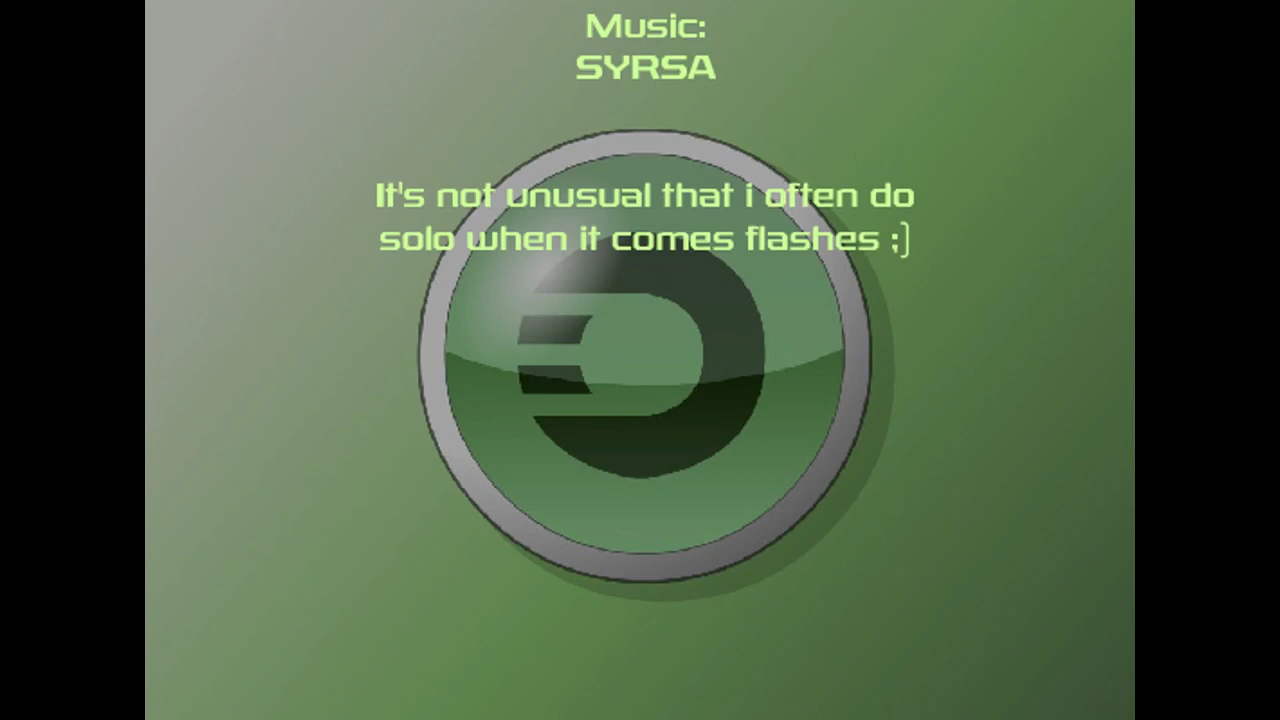 Music:
SYRSA
It's not unusual that i often do
solo when it comes flashes ;)